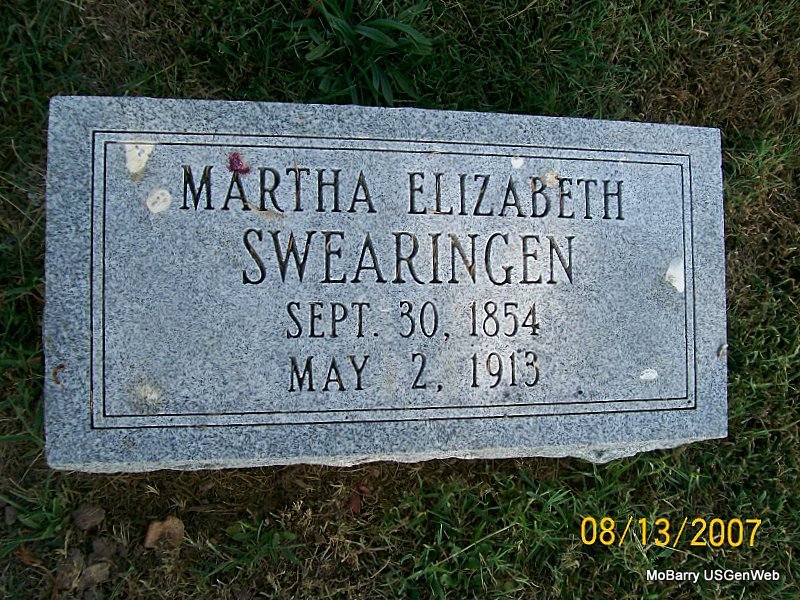 MARTHA ELIZABETH
SWEARINGEN
SEPT. 30, 1854
MAY 2, 1913
08/13/2007
MoBarry USGenWeb